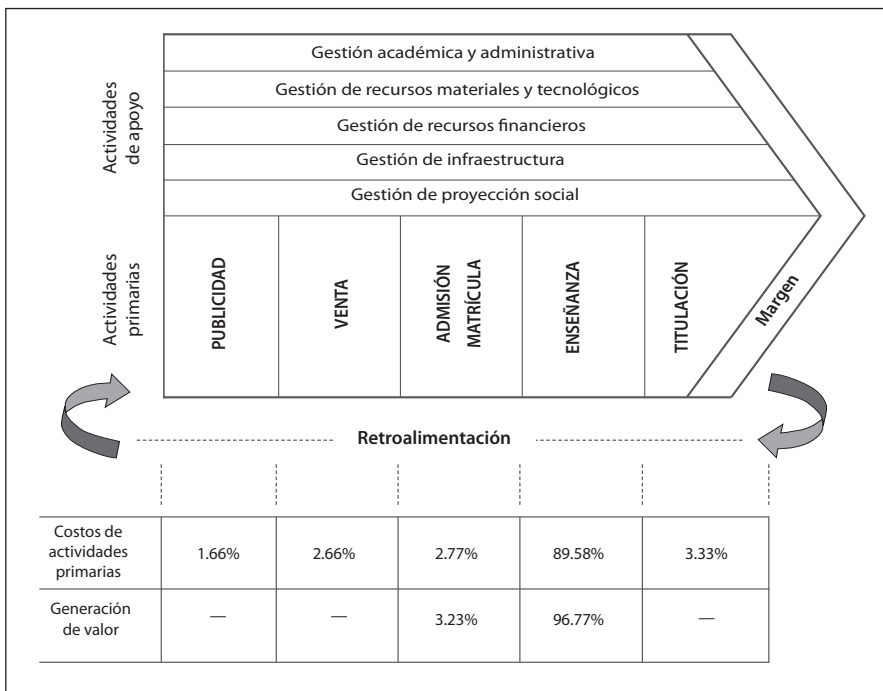 Gestión académica y administrativa
Gestión de recursos materiales y tecnológicos
Gestión de recursos financieros
Gestión de infraestructura
Gestión de proyección social
Actividades
de apoyo
Actividades
primarias
PUBLICIDAD
VENTA
ADMISIÓN
MATRÍCULA
ENSEÑANZA
TITULACIÓN
Margen
Retroalimentación
Costos de
actividades
primarias
1.66%
2.66%
2.77%
89.58%
3.33%
Generación
de valor
—
—
3.23%
96.77%
—